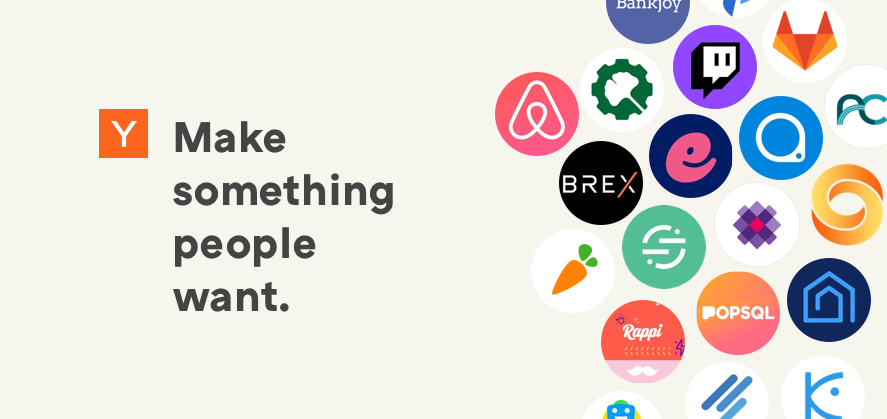 Y
Make
something
people
want.
Bankjoy
BREX
POPSQL
Rappi